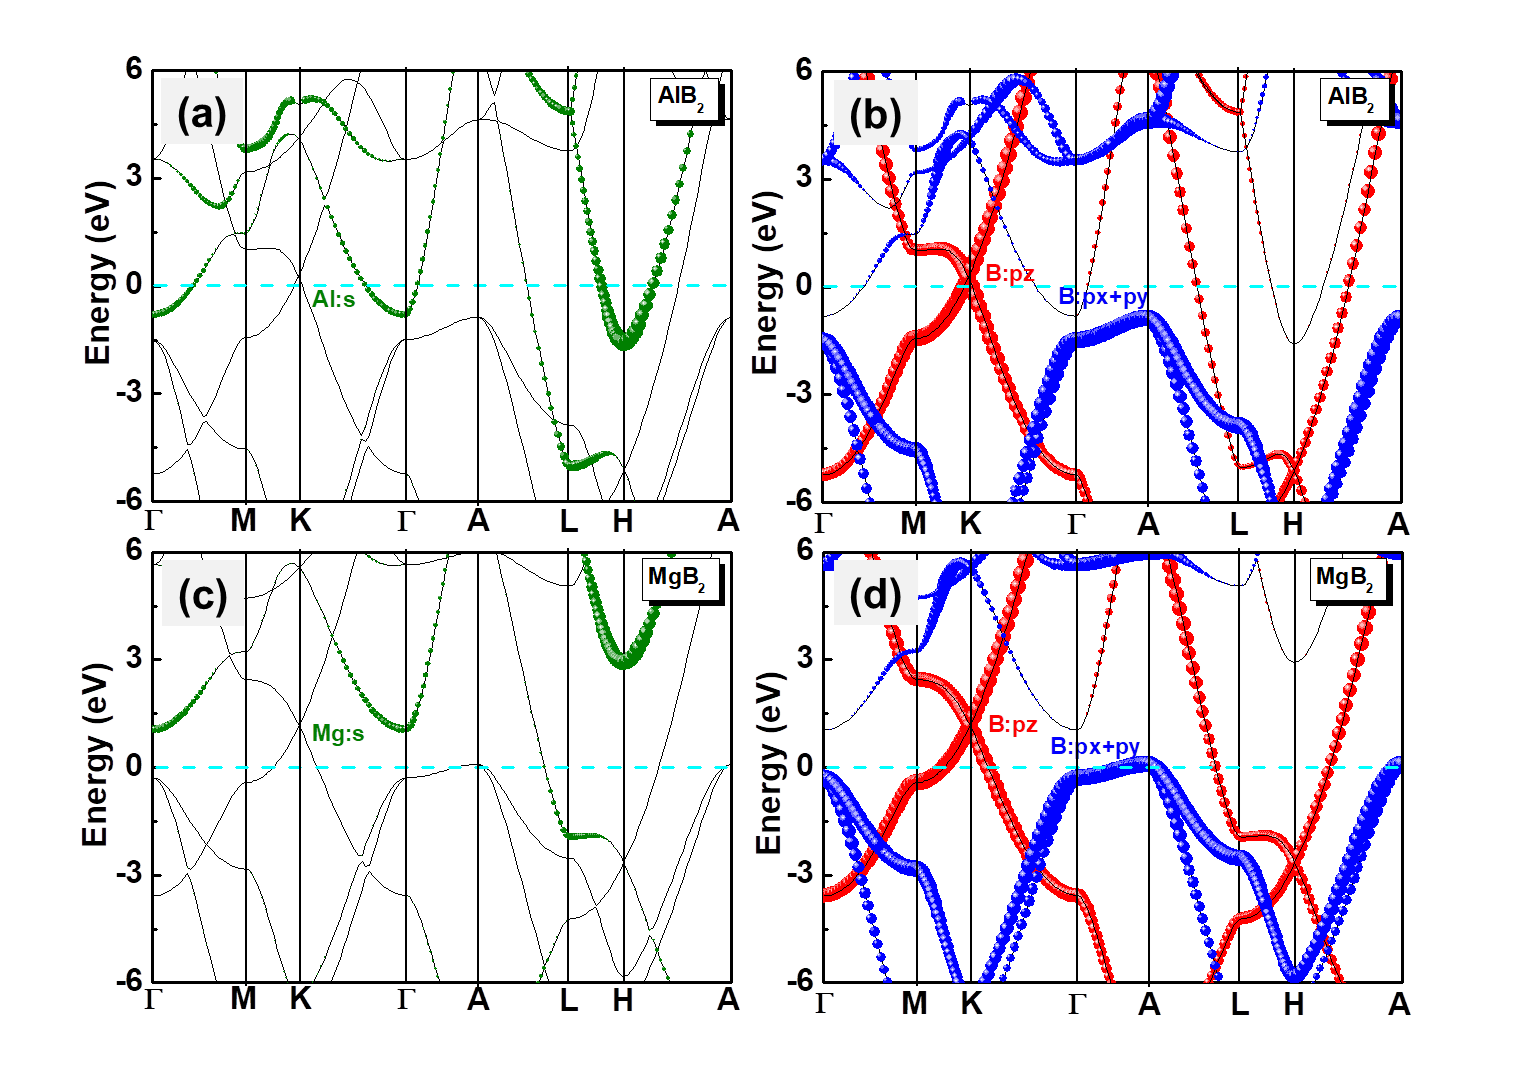 (a)
AlB2
Al:s
Energy (eV)
6
3
0
-3
-6
Γ M K Γ A L H A
(b)
AlB2
B:pz
B:px+py
Energy (eV)
6
3
0
-3
-6
Γ M K Γ A L H A
(c)
MgB2
Mg:s
Energy (eV)
6
3
0
-3
-6
Γ M K Γ A L H A
(d)
MgB2
B:pz
B:px+py
Energy (eV)
6
3
0
-3
-6
Γ M K Γ A L H A